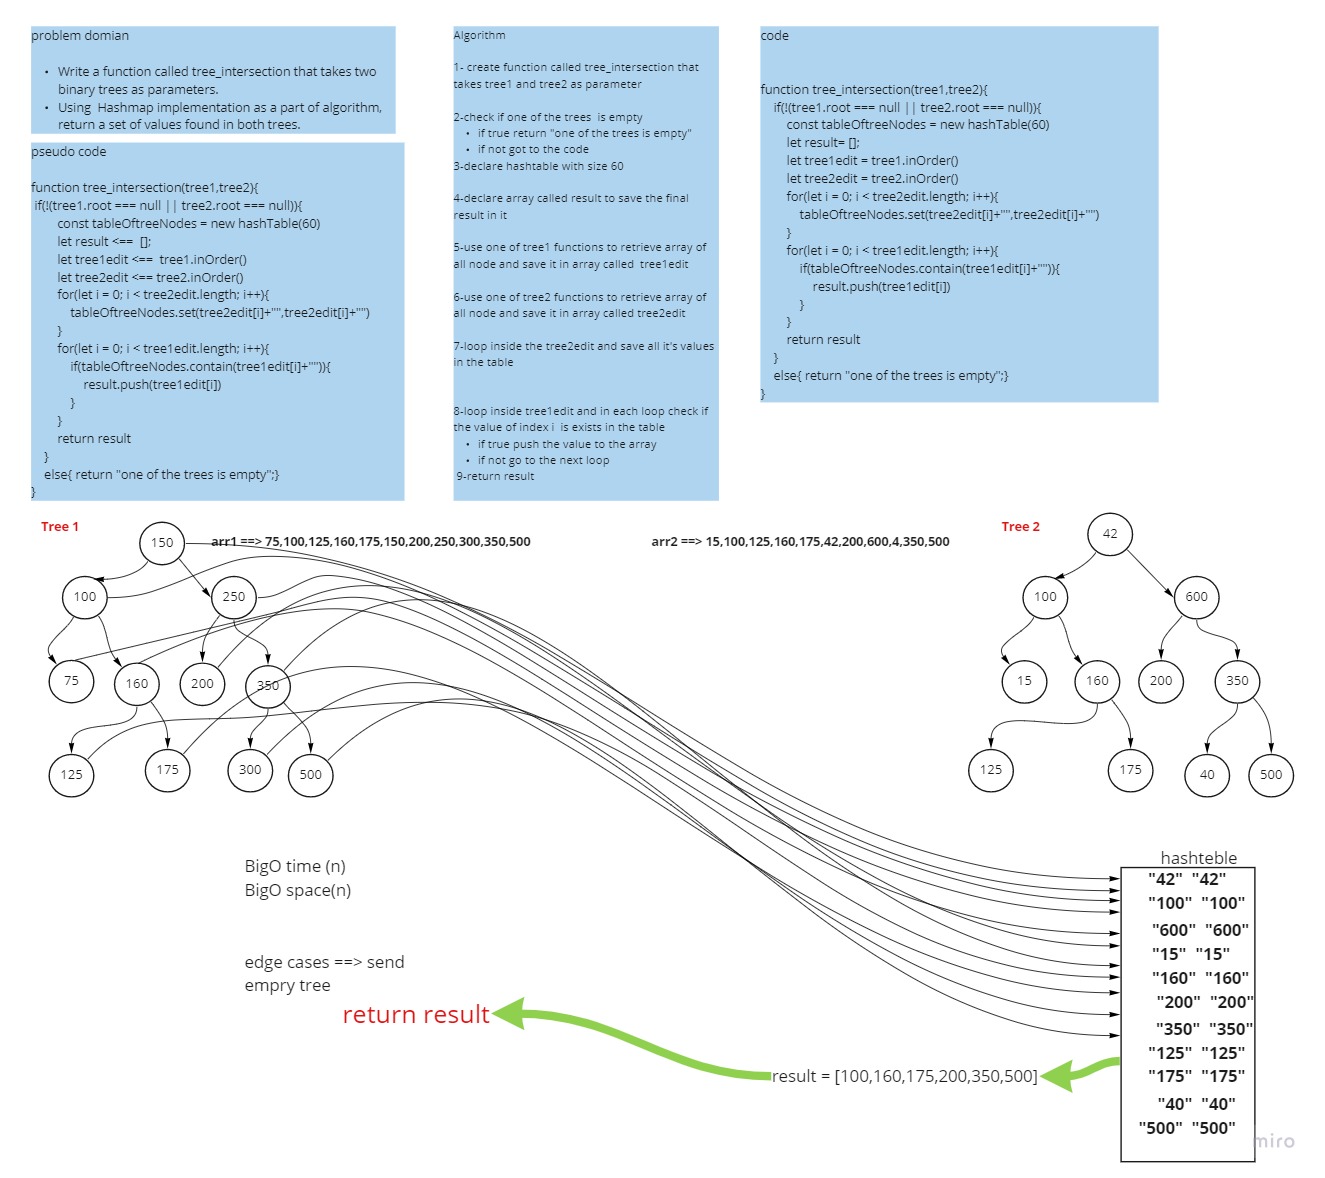 problem domian
• Write a function called tree_intersection that takes two
binary trees as parameters.
• Using  Hashmap implementation as a part of algorithm,
return a set of values found in both trees.
pseudo code
function tree_intersection(tree1,tree2){
if(!(tree1.root === null || tree2.root === null)){
const tableOftreeNodes = new hashTable(60)
let result <==  [];
let tree1edit <==  tree1.inOrder()
let tree2edit <== tree2.inOrder()
for(let i = 0; i < tree2edit.length; i++){
tableOftreeNodes.set(tree2edit[i]+"",tree2edit[i]+"")
}
for(let i = 0; i < tree1edit.length; i++){
if(tableOftreeNodes.contain(tree1edit[i]+"")){
result.push(tree1edit[i])
}
}
return result
}
else{ return "one of the trees is empty";}
}
Algorithm
1- create function called tree_intersection that
takes tree1 and tree2 as parameter
2-check if one of the trees  is empty
• if true return "one of the trees is empty"
• if not got to the code
3-declare hashtable with size 60
4-declare array called result to save the final
result in it
5-use one of tree1 functions to retrieve array of
all node and save it in array called  tree1edit
6-use one of tree2 functions to retrieve array of
all node and save it in array called tree2edit
7-loop inside the tree2edit and save all it's values
in the table
8-loop inside tree1edit and in each loop check if
the value of index i  is exists in the table
• if true push the value to the array
• if not go to the next loop
9-return result
code
function tree_intersection(tree1,tree2){
if(!(tree1.root === null || tree2.root === null)){
const tableOftreeNodes = new hashTable(60)
let result= [];
let tree1edit = tree1.inOrder()
let tree2edit = tree2.inOrder()
for(let i = 0; i < tree2edit.length; i++){
tableOftreeNodes.set(tree2edit[i]+"",tree2edit[i]+"")
}
for(let i = 0; i < tree1edit.length; i++){
if(tableOftreeNodes.contain(tree1edit[i]+"")){
result.push(tree1edit[i])
}
}
return result
}
else{ return "one of the trees is empty";}
}
Tree 1
arr1 ==> 75,100,125,160,175,150,200,250,300,350,500
150
100
250
75
160
200
350
125
175
300
500
arr2 ==> 15,100,125,160,175,42,200,600,4,350,500
Tree 2
42
100
600
15
160
200
350
125
175
40
500
BigO time (n)
BigO space(n)
edge cases ==> send
empry tree
return result
result = [100,160,175,200,350,500]
hashteble
"42"  "42"
"100"  "100"
"600"  "600"
"15"  "15"
"160"  "160"
"200"  "200"
"350"  "350"
"125"  "125"
"175"  "175"
"40"  "40"
"500"  "500"
miro